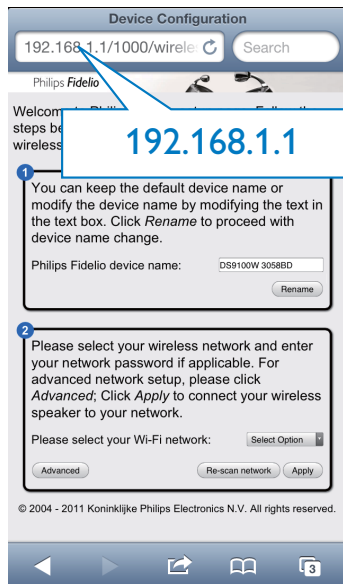 Device Configuration
192.168.1.1/1000/wirele
Search
Philips Fidelio
192.168.1.1
steps
wireless
1
You can keep the default device name or
modify the device name by modifying the text in
the text box. Click Rename to proceed with
device name change.
Philips Fidelio device name:
DS9100W 3058BD
Rename
2
Please select your wireless network and enter
your network password if applicable. For
advanced network setup, please click
Advanced; Click Apply to connect your wireless
speaker to your network.
Please select your Wi-Fi network:
Select Option
Advanced
Re-scan network
Apply
© 2004 - 2011 Koninklijke Philips Electronics N.V. All rights reserved.
3